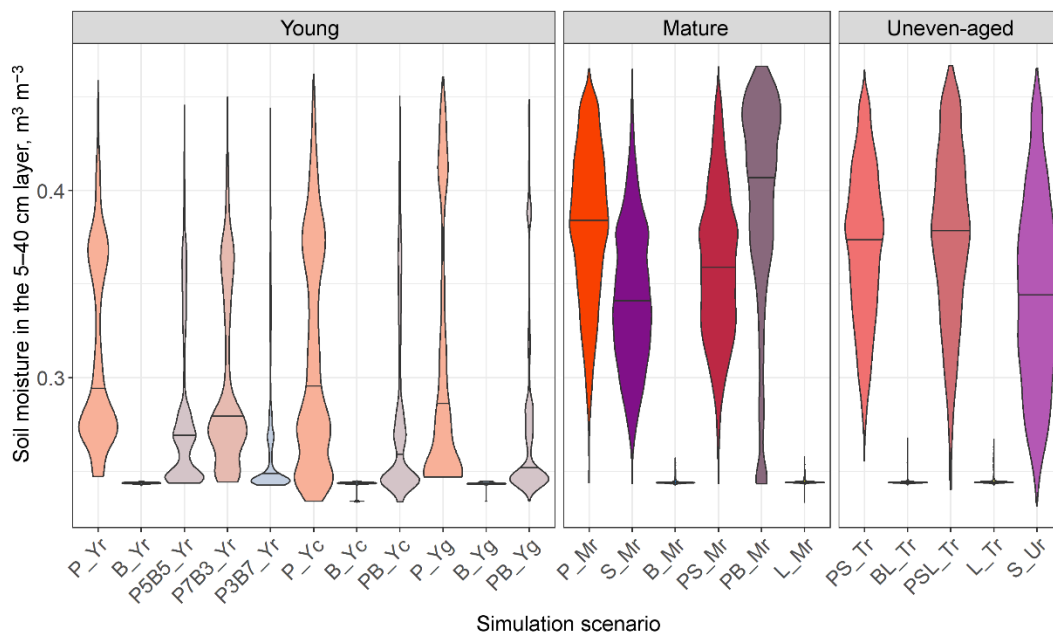 Young Mature Uneven-aged
Soil moisture in the 5–40 cm layer, m³ m⁻³
0.4
0.3
P_Yr B_Yr P5B5_Yr P7B3_Yr P3B7_Yr P_Yc B_Yc PB_Yc P_Yg B_Yg PB_Yg P_Mr S_Mr B_Mr PS_Mr PB_Mr L_Mr PS_Tr BL_Tr PSL_Tr L_Tr S_Ur
Simulation scenario